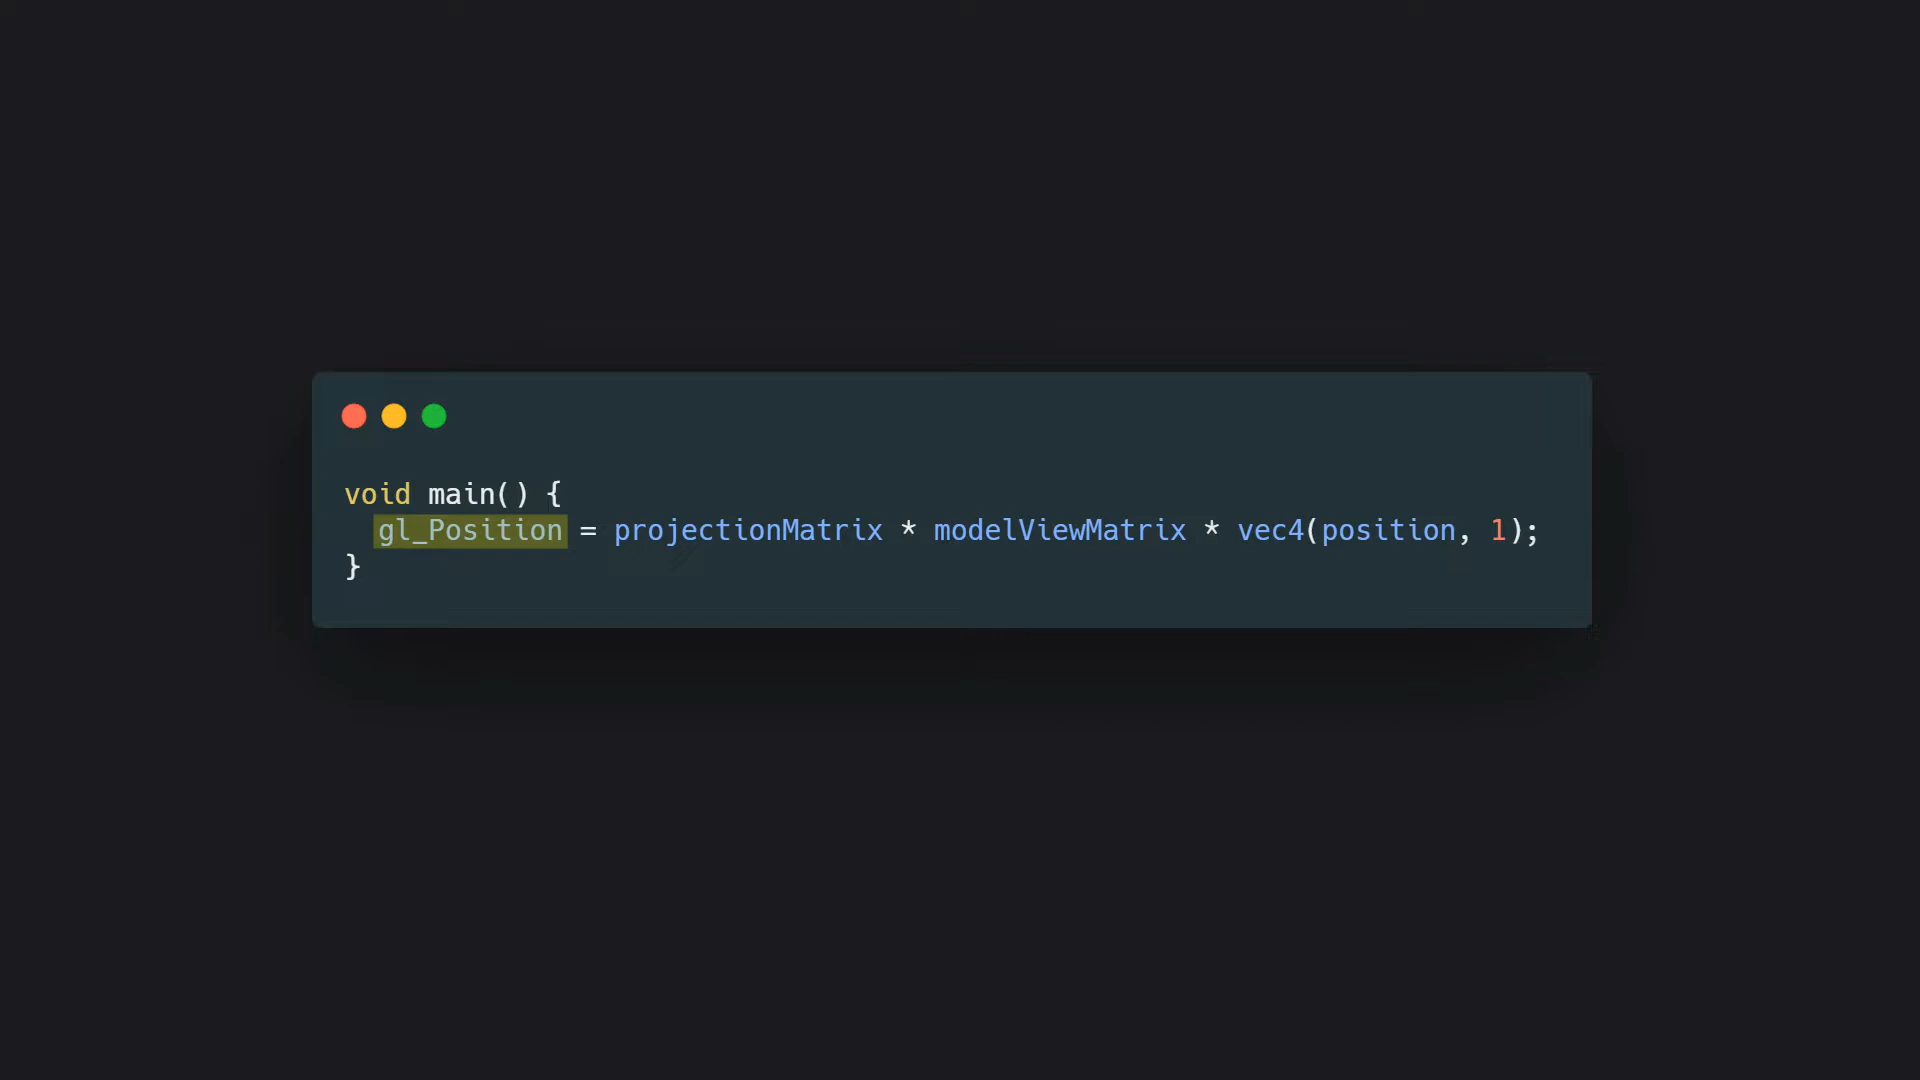 void main() {
  gl_Position = projectionMatrix * modelViewMatrix * vec4(position, 1);
}